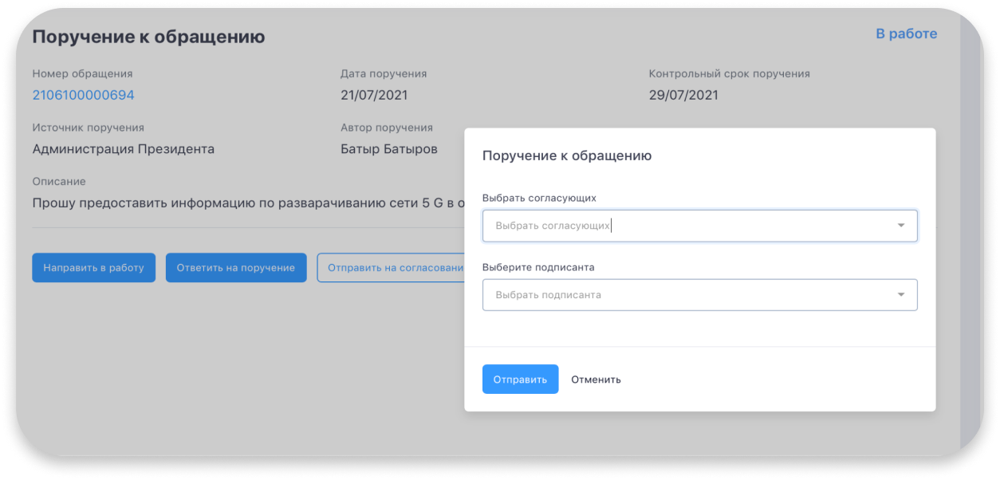 Поручение к обращению
В работе
Номер обращения
Дата поручения
Контрольный срок поручения
2106100000694
21/07/2021
29/07/2021
Источник поручения
Автор поручения
Администрация Президента
Батыр Батыров
Описание
Прошу предоставить информацию по разварачиванию сети 5 G в о
Направить в работу
Ответить на поручение
Отправить на согласовани
Поручение к обращению
Выбрать согласующих
Выбрать согласующих
Выберите подписанта
Выбрать подписанта
Отправить
Отменить